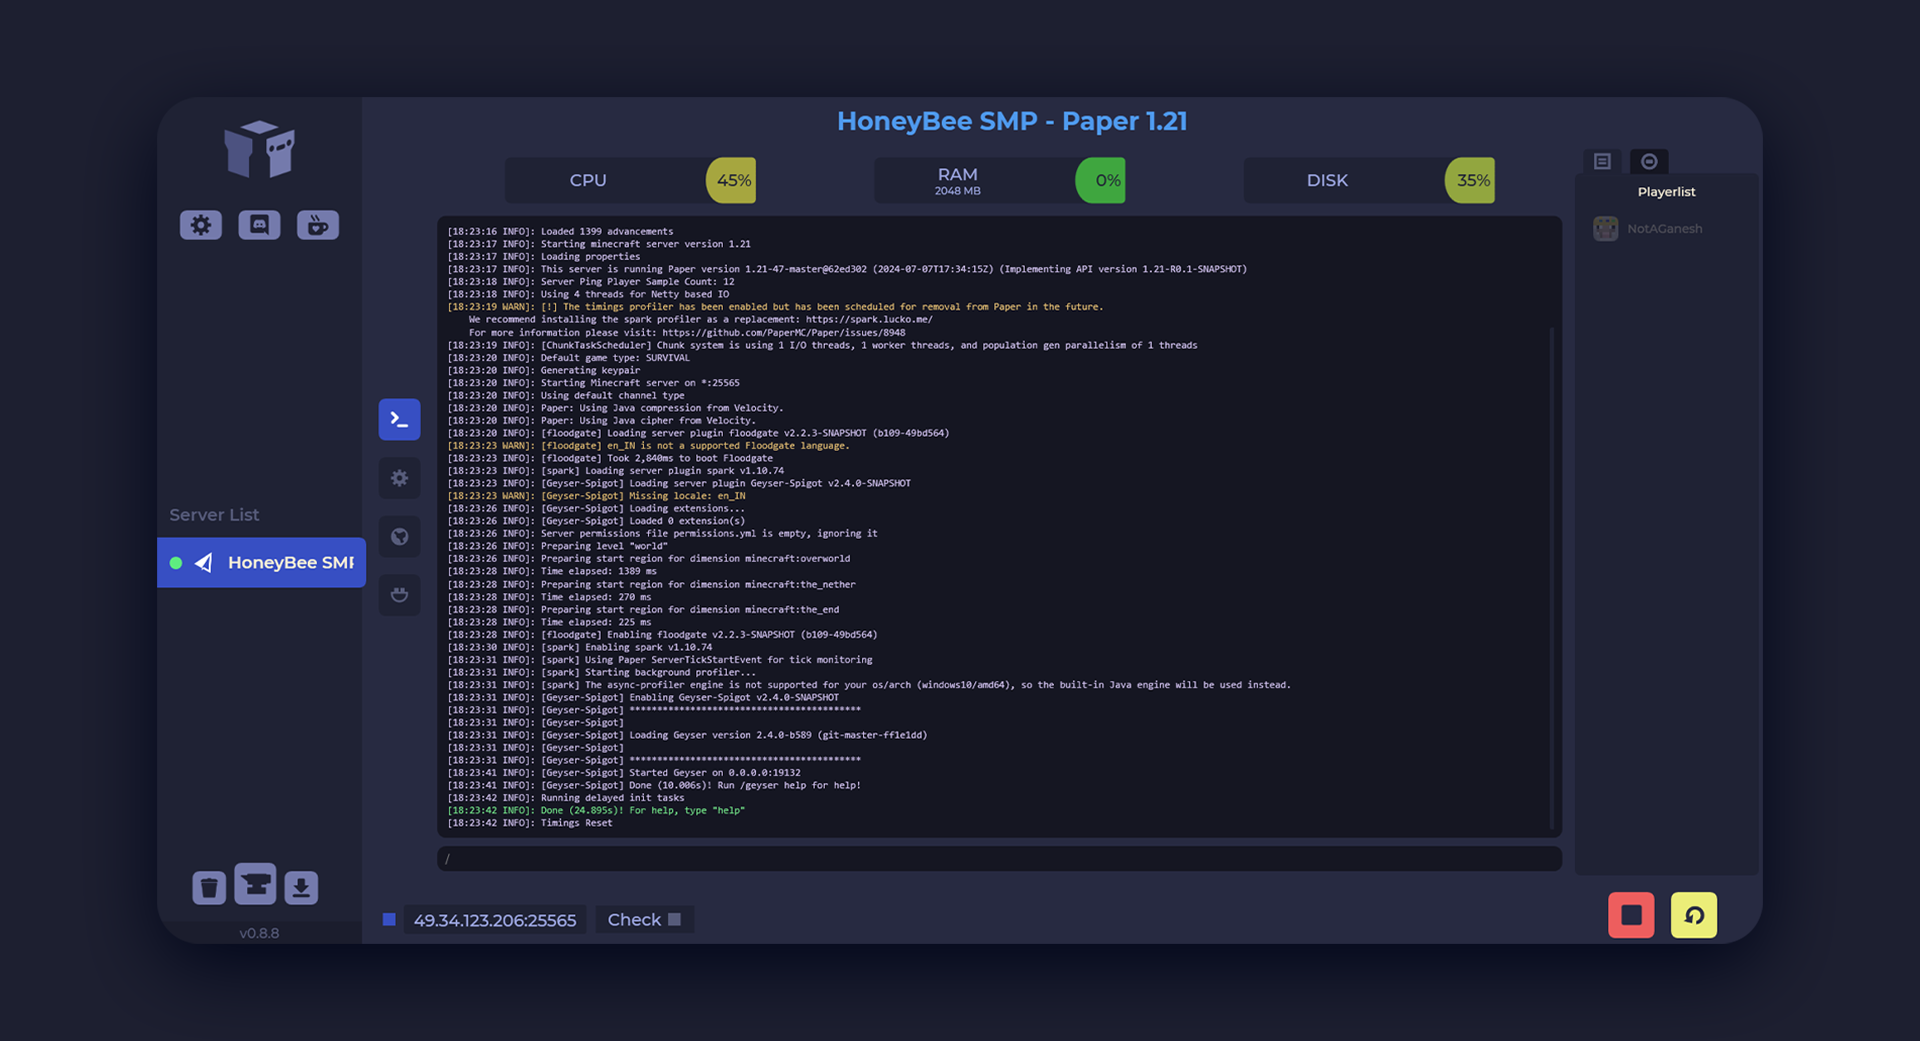 HoneyBee SMP - Paper 1.21
CPU
45%
RAM
2048 MB
0%
DISK
35%
Playerlist
NotAGanesh
[18:23:16 INFO]: Loaded 1399 advancements
[18:23:17 INFO]: Starting minecraft server version 1.21
[18:23:17 INFO]: Loading properties
[18:23:17 INFO]: This server is running Paper version 1.21-47-master@62ed302 (2024-07-07T17:34:15Z) (Implementing API version 1.21-R0.1-SNAPSHOT)
[18:23:18 INFO]: Server Ping Player Sample Count: 12
[18:23:18 INFO]: Using 4 threads for Netty based IO
[18:23:19 WARN]: [!] The timings profiler has been enabled but has been scheduled for removal from Paper in the future.
We recommend installing the spark profiler as a replacement: https://spark.lucko.me/
For more information please visit: https://github.com/PaperMC/Paper/issues/8948
[18:23:19 INFO]: [ChunkTaskScheduler] Chunk system is using 1 I/O threads, 1 worker threads, and population gen parallelism of 1 threads
[18:23:20 INFO]: Default game type: SURVIVAL
[18:23:20 INFO]: Generating keypair
[18:23:20 INFO]: Starting Minecraft server on *:25565
[18:23:20 INFO]: Using default channel type
[18:23:20 INFO]: Paper: Using Java compression from Velocity.
[18:23:20 INFO]: Paper: Using Java cipher from Velocity.
[18:23:20 INFO]: [floodgate] Loading server plugin floodgate v2.2.3-SNAPSHOT (b109-49bd564)
[18:23:23 WARN]: [floodgate] en_IN is not a supported Floodgate language.
[18:23:23 INFO]: [floodgate] Took 2,840ms to boot Floodgate
[18:23:23 INFO]: [spark] Loading server plugin spark v1.10.74
[18:23:23 INFO]: [Geyser-Spigot] Loading server plugin Geyser-Spigot v2.4.0-SNAPSHOT
[18:23:23 WARN]: [Geyser-Spigot] Missing locale: en_IN
[18:23:26 INFO]: [Geyser-Spigot] Loading extensions...
[18:23:26 INFO]: [Geyser-Spigot] Loaded 0 extension(s)
[18:23:26 INFO]: Server permissions file permissions.yml is empty, ignoring it
[18:23:26 INFO]: Preparing level "world"
[18:23:26 INFO]: Preparing start region for dimension minecraft:overworld
[18:23:28 INFO]: Time elapsed: 1389 ms
[18:23:28 INFO]: Preparing start region for dimension minecraft:the_nether
[18:23:28 INFO]: Time elapsed: 270 ms
[18:23:28 INFO]: Preparing start region for dimension minecraft:the_end
[18:23:28 INFO]: Time elapsed: 225 ms
[18:23:28 INFO]: [floodgate] Enabling floodgate v2.2.3-SNAPSHOT (b109-49bd564)
[18:23:30 INFO]: [spark] Enabling spark v1.10.74
[18:23:31 INFO]: [spark] Using Paper ServerTickStartEvent for tick monitoring
[18:23:31 INFO]: [spark] Starting background profiler...
[18:23:31 INFO]: [spark] The async-profiler engine is not supported for your os/arch (windows10/amd64), so the built-in Java engine will be used instead.
[18:23:31 INFO]: [Geyser-Spigot] Enabling Geyser-Spigot v2.4.0-SNAPSHOT
[18:23:31 INFO]: [Geyser-Spigot] ******************************************
[18:23:31 INFO]: [Geyser-Spigot]
[18:23:31 INFO]: [Geyser-Spigot] Loading Geyser version 2.4.0-b589 (git-master-ff1e1dd)
[18:23:31 INFO]: [Geyser-Spigot]
[18:23:31 INFO]: [Geyser-Spigot] ******************************************
[18:23:41 INFO]: [Geyser-Spigot] Started Geyser on 0.0.0.0:19132
[18:23:41 INFO]: [Geyser-Spigot] Done (10.006s)! Run /geyser help for help!
[18:23:42 INFO]: Running delayed init tasks
[18:23:42 INFO]: Done (24.895s)! For help, type "help"
[18:23:42 INFO]: Timings Reset
/
Server List
HoneyBee SMP
49.34.123.206:25565
Check
v0.8.8